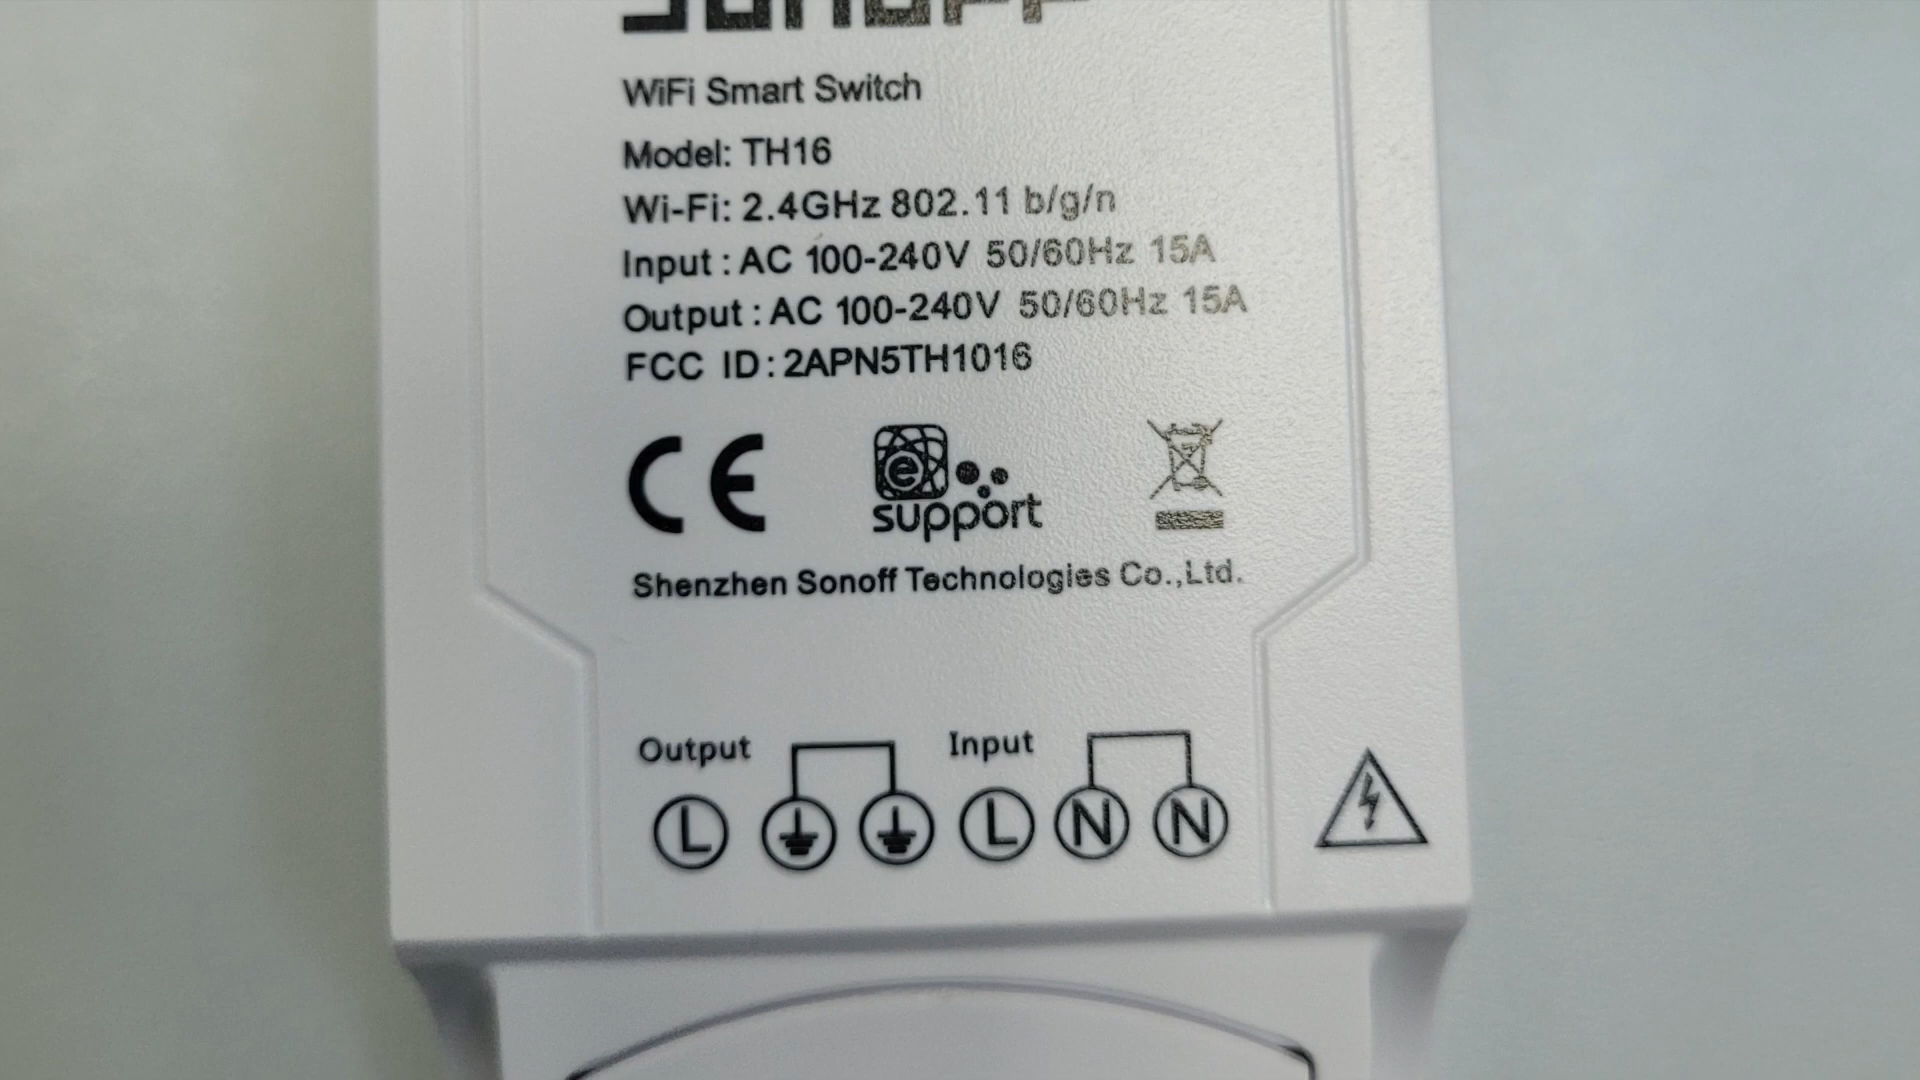 SONOFF
WiFi Smart Switch
Model: TH16
Wi-Fi: 2.4GHz 802.11 b/g/n
Input : AC 100-240V 50/60Hz 15A
Output : AC 100-240V 50/60Hz 15A
FCC ID : 2APN5TH1016
CE e support
Shenzhen Sonoff Technologies Co.,Ltd.
Output Input
L L N N